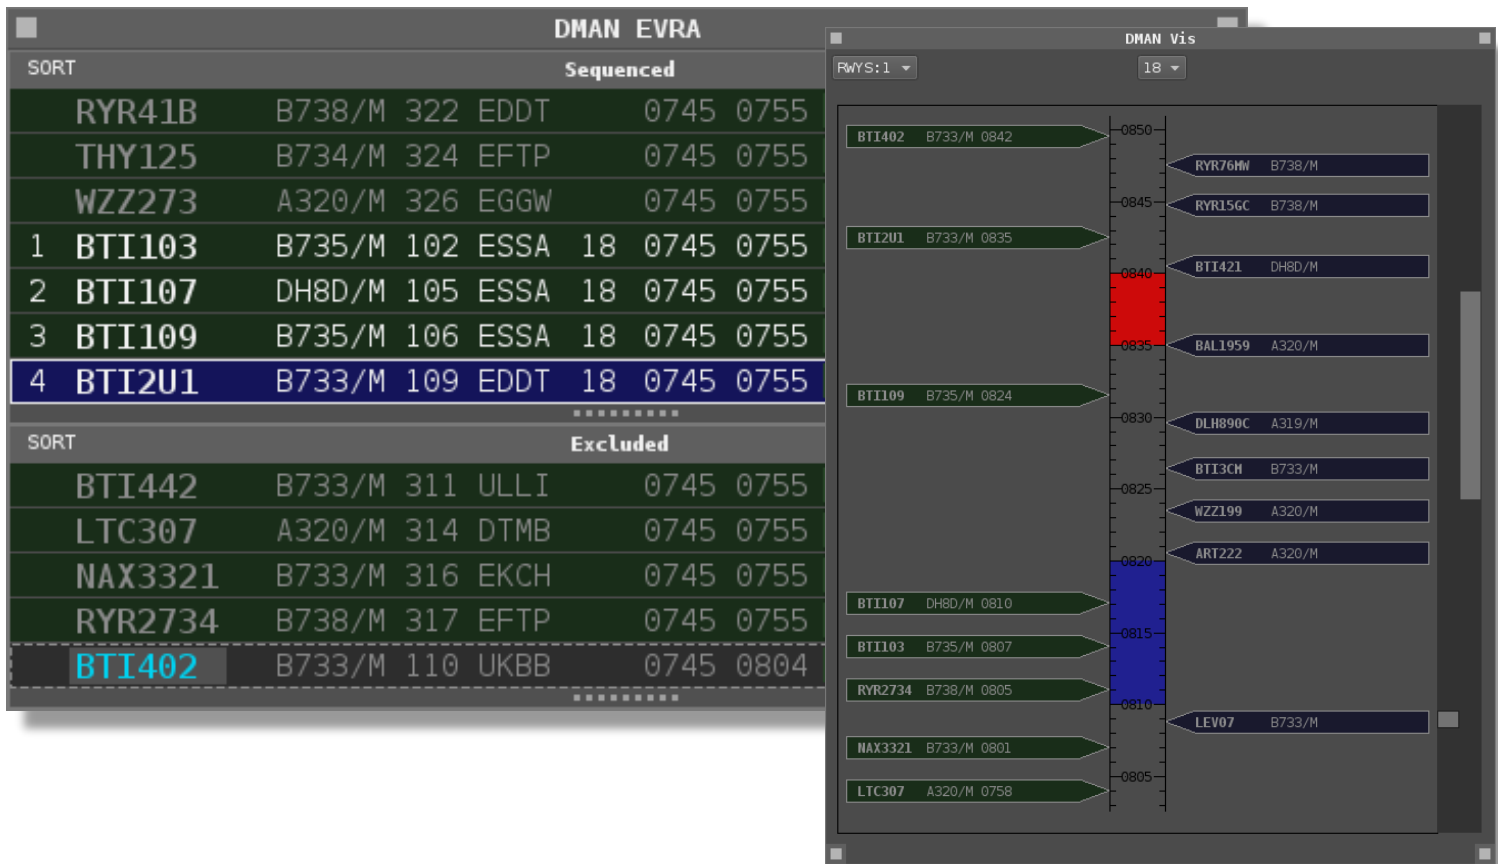 DMAN EVRA
SORT Sequenced
RYR41B B738/M 322 EDDT 0745 0755
THY125 B734/M 324 EFTP 0745 0755
WZZ273 A320/M 326 EGGW 0745 0755
1 BTI103 B735/M 102 ESSA 18 0745 0755
2 BTI107 DH8D/M 105 ESSA 18 0745 0755
3 BTI109 B735/M 106 ESSA 18 0745 0755
4 BTI2U1 B733/M 109 EDDT 18 0745 0755
SORT Excluded
BTI442 B733/M 311 ULLI 0745 0755
LTC307 A320/M 314 DTMB 0745 0755
NAX3321 B733/M 316 EKCH 0745 0755
RYR2734 B738/M 317 EFTP 0745 0755
BTI402 B733/M 110 UKBB 0745 0804
DMAN Vis
RWYS:1 18
0850
BTI402 B733/M 0842
RYR76MW B738/M
0845
RYR15GC B738/M
BTI2U1 B733/M 0835
BTI421 DH8D/M
0840
0835
BAL1959 A320/M
BTI109 B735/M 0824
0830
DLH890C A319/M
BTI3CM B733/M
0825
WZZ199 A320/M
ART222 A320/M
0820
BTI107 DH8D/M 0810
0815
BTI103 B735/M 0807
RYR2734 B738/M 0805
0810
LEV07 B733/M
NAX3321 B733/M 0801
0805
LTC307 A320/M 0758